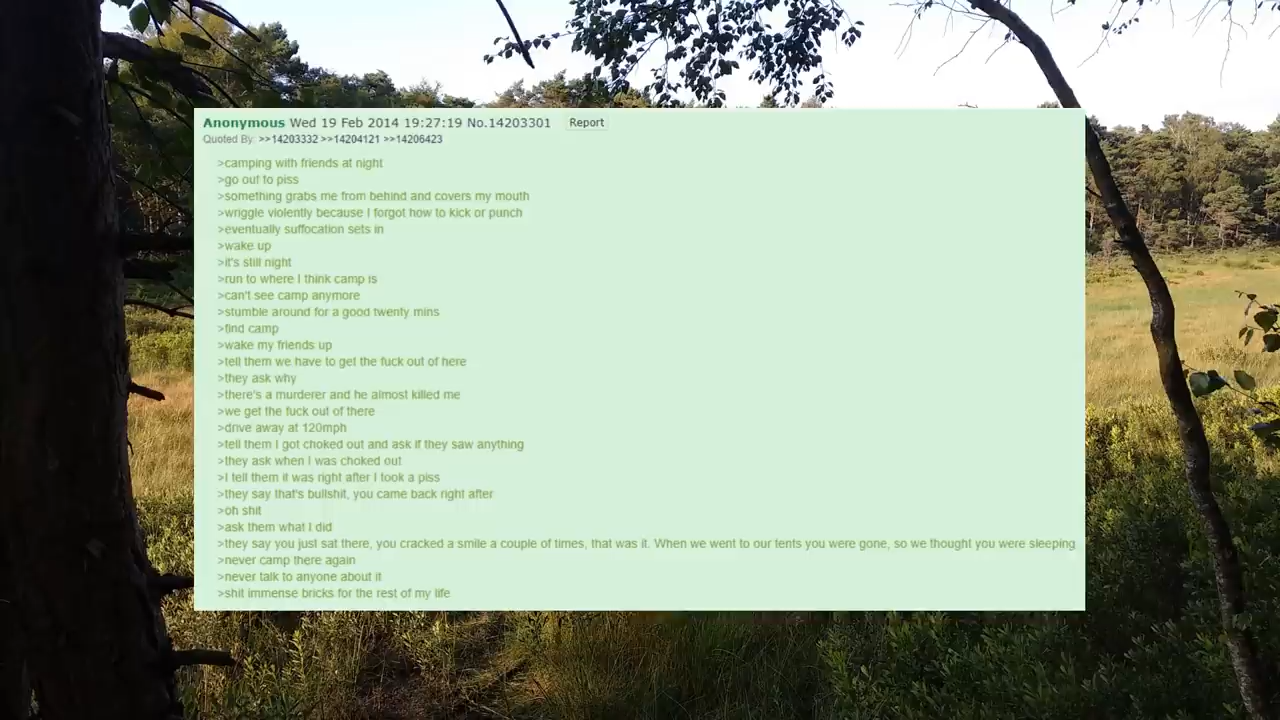 Anonymous Wed 19 Feb 2014 19:27:19 No.14203301 Report
Quoted By: >>14203332 >>14204121 >>14206423
>camping with friends at night
>go out to piss
>something grabs me from behind and covers my mouth
>wriggle violently because I forgot how to kick or punch
>eventually suffocation sets in
>wake up
>it's still night
>run to where I think camp is
>can't see camp anymore
>stumble around for a good twenty mins
>find camp
>wake my friends up
>tell them we have to get the fuck out of here
>they ask why
>there's a murderer and he almost killed me
>we get the fuck out of there
>drive away at 120mph
>tell them I got choked out and ask if they saw anything
>they ask when I was choked out
>I tell them it was right after I took a piss
>they say that's bullshit, you came back right after
>oh shit
>ask them what I did
>they say you just sat there, you cracked a smile a couple of times, that was it. When we went to our tents you were gone, so we thought you were sleeping
>never camp there again
>never talk to anyone about it
>shit immense bricks for the rest of my life